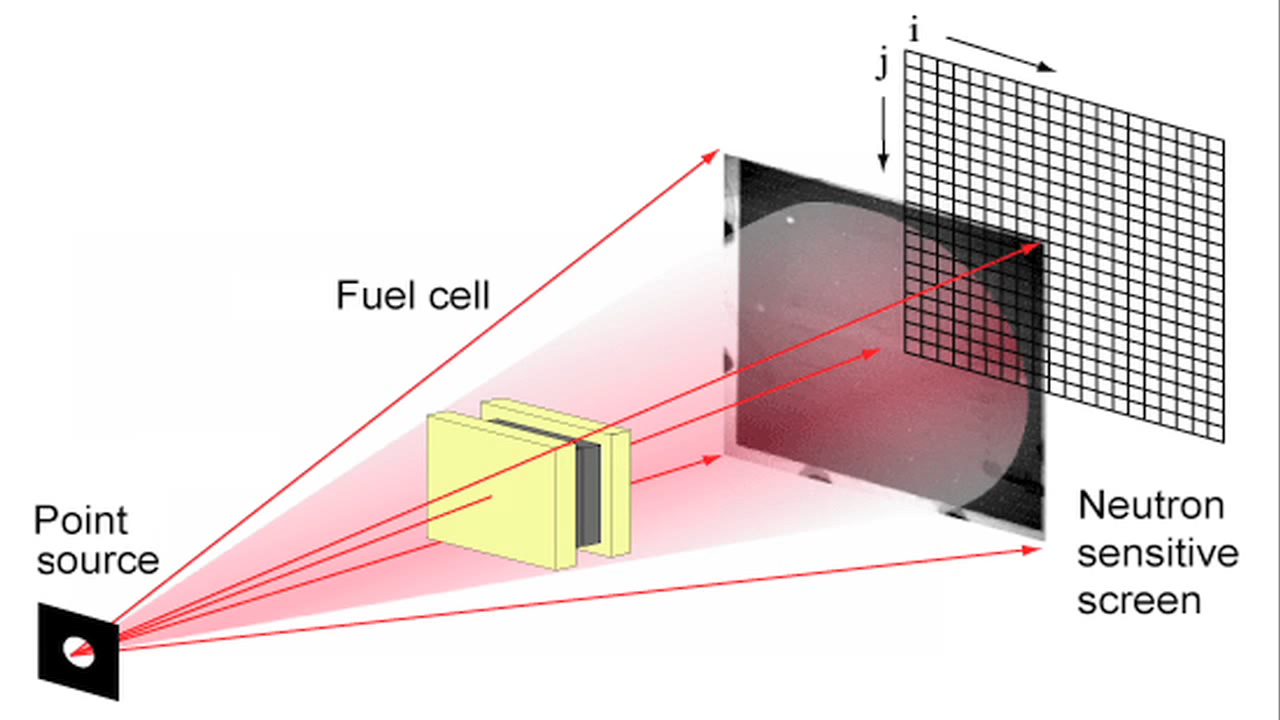 i
j
Fuel cell
Point
source
Neutron
sensitive
screen